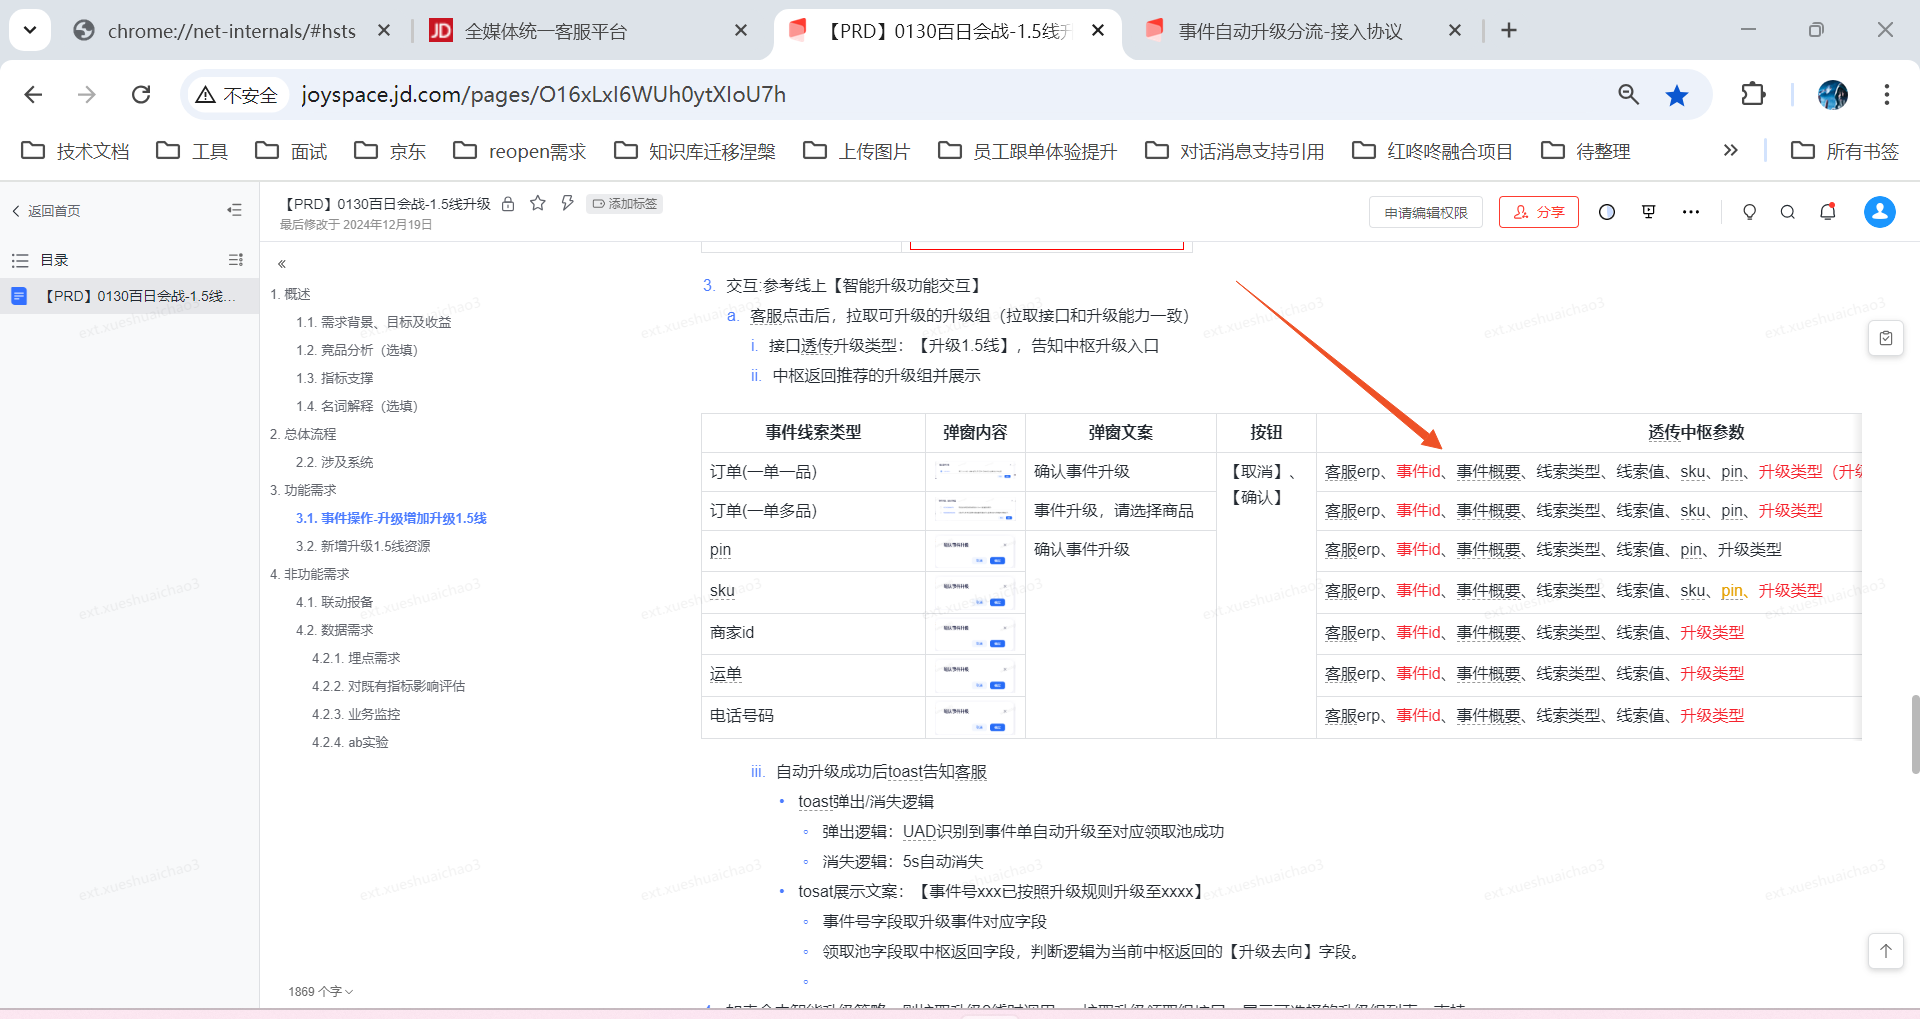 chrome://net-internals/#hsts
全媒体统一客服平台
【PRD】0130百日会战-1.5线升
事件自动升级分流-接入协议
不安全
joyspace.jd.com/pages/O16xLxI6WUh0ytXIoU7h
技术文档
工具
面试
京东
reopen需求
知识库迁移涅槃
上传图片
员工跟单体验提升
对话消息支持引用
红咚咚融合项目
待整理
所有书签
返回首页
【PRD】0130百日会战-1.5线升级
添加标签
最后修改于 2024年12月19日
申请编辑权限
分享
目录
【PRD】0130百日会战-1.5线...
1. 概述
1.1. 需求背景、目标及收益
1.2. 竞品分析（选填）
1.3. 指标支撑
1.4. 名词解释（选填）
2. 总体流程
2.2. 涉及系统
3. 功能需求
3.1. 事件操作-升级增加升级1.5线
3.2. 新增升级1.5线资源
4. 非功能需求
4.1. 联动报备
4.2. 数据需求
4.2.1. 埋点需求
4.2.2. 对既有指标影响评估
4.2.3. 业务监控
4.2.4. ab实验
1869 个字
3. 交互:参考线上【智能升级功能交互】
a. 客服点击后，拉取可升级的升级组（拉取接口和升级能力一致）
i. 接口透传升级类型：【升级1.5线】，告知中枢升级入口
ii. 中枢返回推荐的升级组并展示
事件线索类型 弹窗内容 弹窗文案 按钮 透传中枢参数
订单(一单一品) 确认事件升级 【取消】、 客服erp、事件id、事件概要、线索类型、线索值、sku、pin、升级类型（升级
【确认】
订单(一单多品) 事件升级，请选择商品 客服erp、事件id、事件概要、线索类型、线索值、sku、pin、升级类型
pin 确认事件升级 客服erp、事件id、事件概要、线索类型、线索值、pin、升级类型
sku 客服erp、事件id、事件概要、线索类型、线索值、sku、pin、升级类型
商家id 客服erp、事件id、事件概要、线索类型、线索值、升级类型
运单 客服erp、事件id、事件概要、线索类型、线索值、升级类型
电话号码 客服erp、事件id、事件概要、线索类型、线索值、升级类型
iii. 自动升级成功后toast告知客服
• toast弹出/消失逻辑
弹出逻辑：UAD识别到事件单自动升级至对应领取池成功
消失逻辑：5s自动消失
• tosat展示文案：【事件号xxx已按照升级规则升级至xxxx】
事件号字段取升级事件对应字段
领取池字段取中枢返回字段，判断逻辑为当前中枢返回的【升级去向】字段。
ext.xueshuaichao3